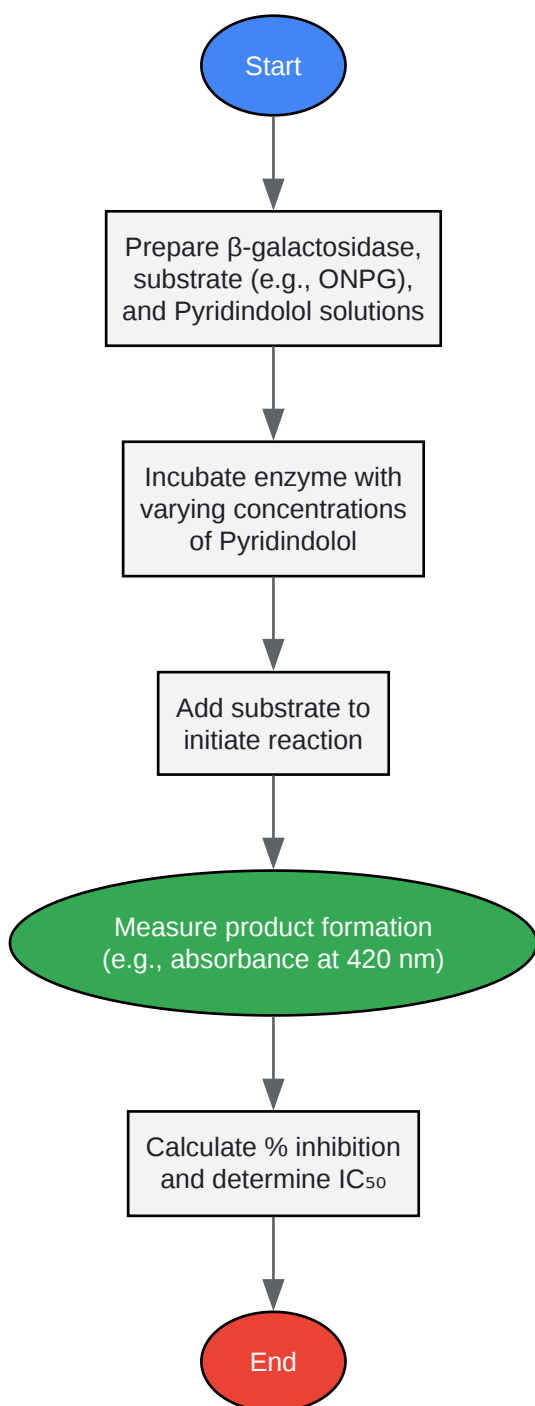 Start
Prepare β-galactosidase,
substrate (e.g., ONPG),
and Pyridindolol solutions
Incubate enzyme with
varying concentrations
of Pyridindolol
Add substrate to
initiate reaction
Measure product formation
(e.g., absorbance at 420 nm)
Calculate % inhibition
and determine IC₅₀
End